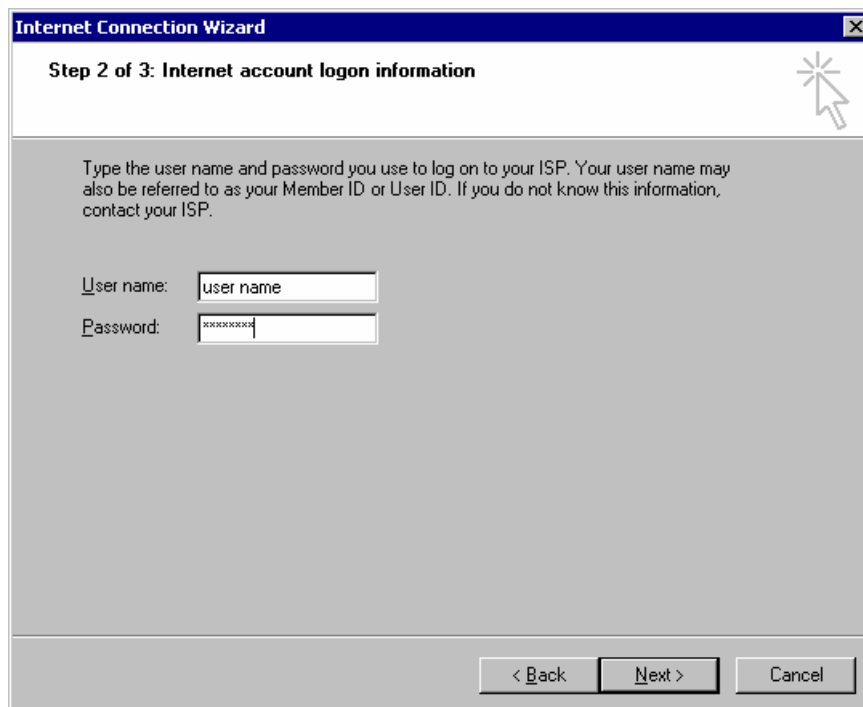 Internet Connection Wizard
Step 2 of 3: Internet account logon information
Type the user name and password you use to log on to your ISP. Your user name may
also be referred to as your Member ID or User ID. If you do not know this information,
contact your ISP.
User name: user name
Password: ********
< Back Next > Cancel